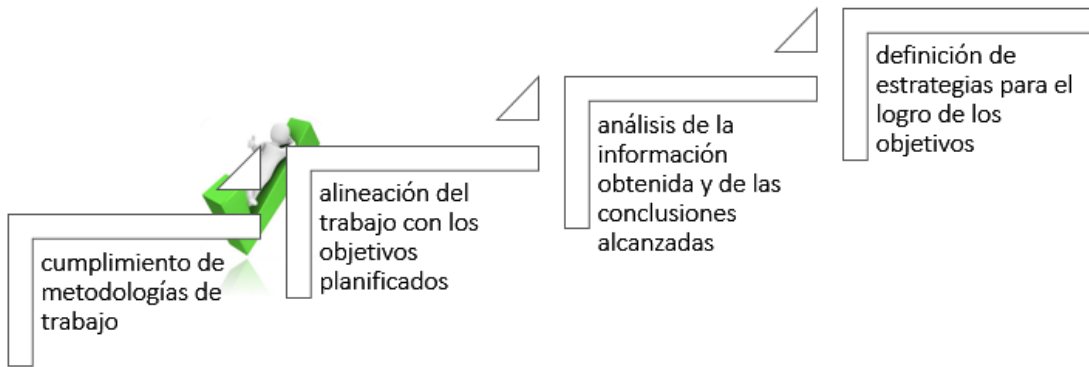 cumplimiento de
metodologías de
trabajo
alineación del
trabajo con los
objetivos
planificados
análisis de la
información
obtenida y de las
conclusiones
alcanzadas
definición de
estrategias para el
logro de los
objetivos